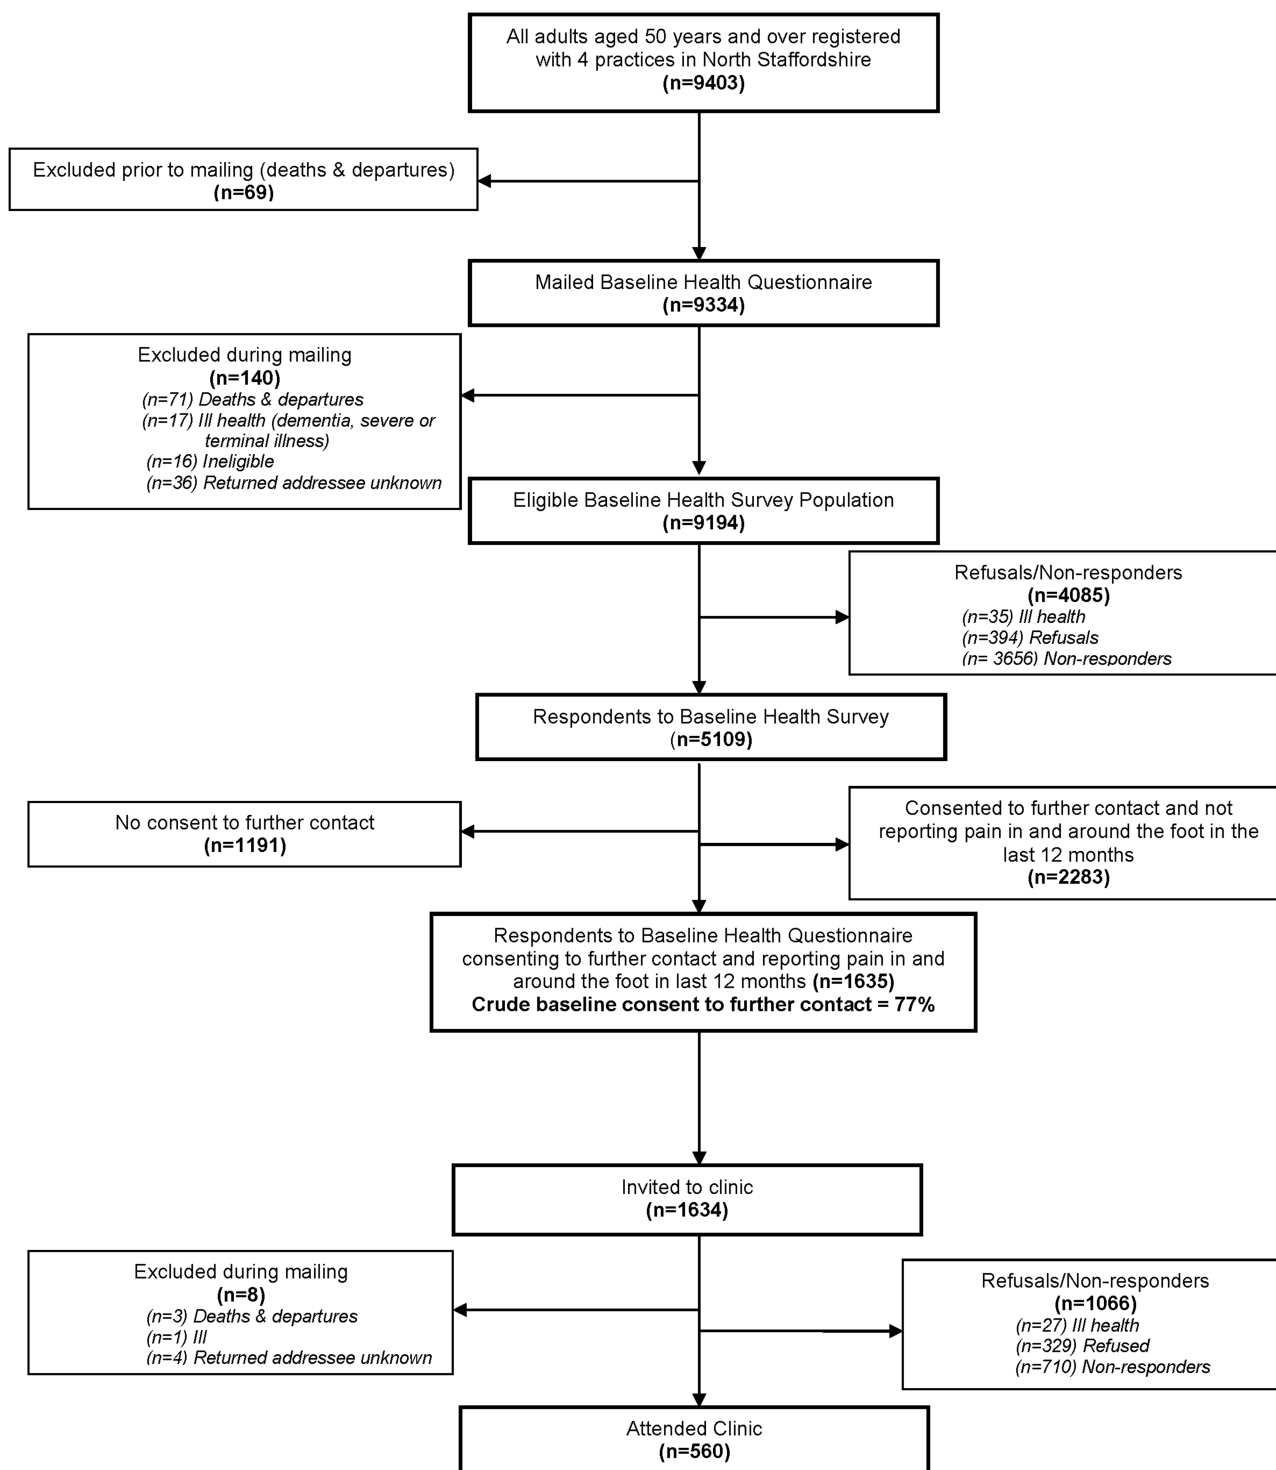 All adults aged 50 years and over registered
with 4 practices in North Staffordshire
(n=9403)
Excluded prior to mailing (deaths & departures)
(n=69)
Mailed Baseline Health Questionnaire
(n=9334)
Excluded during mailing
(n=140)
(n=71) Deaths & departures
(n=17) Ill health (dementia, severe or
terminal illness)
(n=16) Ineligible
(n=36) Returned addressee unknown
Eligible Baseline Health Survey Population
(n=9194)
Refusals/Non-responders
(n=4085)
(n=35) Ill health
(n=394) Refusals
(n= 3656) Non-responders
Respondents to Baseline Health Survey
(n=5109)
No consent to further contact
(n=1191)
Consented to further contact and not
reporting pain in and around the foot in the
last 12 months
(n=2283)
Respondents to Baseline Health Questionnaire
consenting to further contact and reporting pain in and
around the foot in last 12 months (n=1635)
Crude baseline consent to further contact = 77%
Invited to clinic
(n=1634)
Excluded during mailing
(n=8)
(n=3) Deaths & departures
(n=1) Ill
(n=4) Returned addressee unknown
Refusals/Non-responders
(n=1066)
(n=27) Ill health
(n=329) Refused
(n=710) Non-responders
Attended Clinic
(n=560)